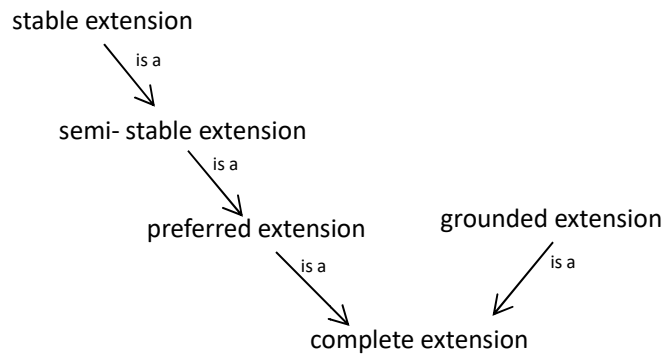 stable extension
is a
semi- stable extension
is a
preferred extension
grounded extension
is a
is a
complete extension